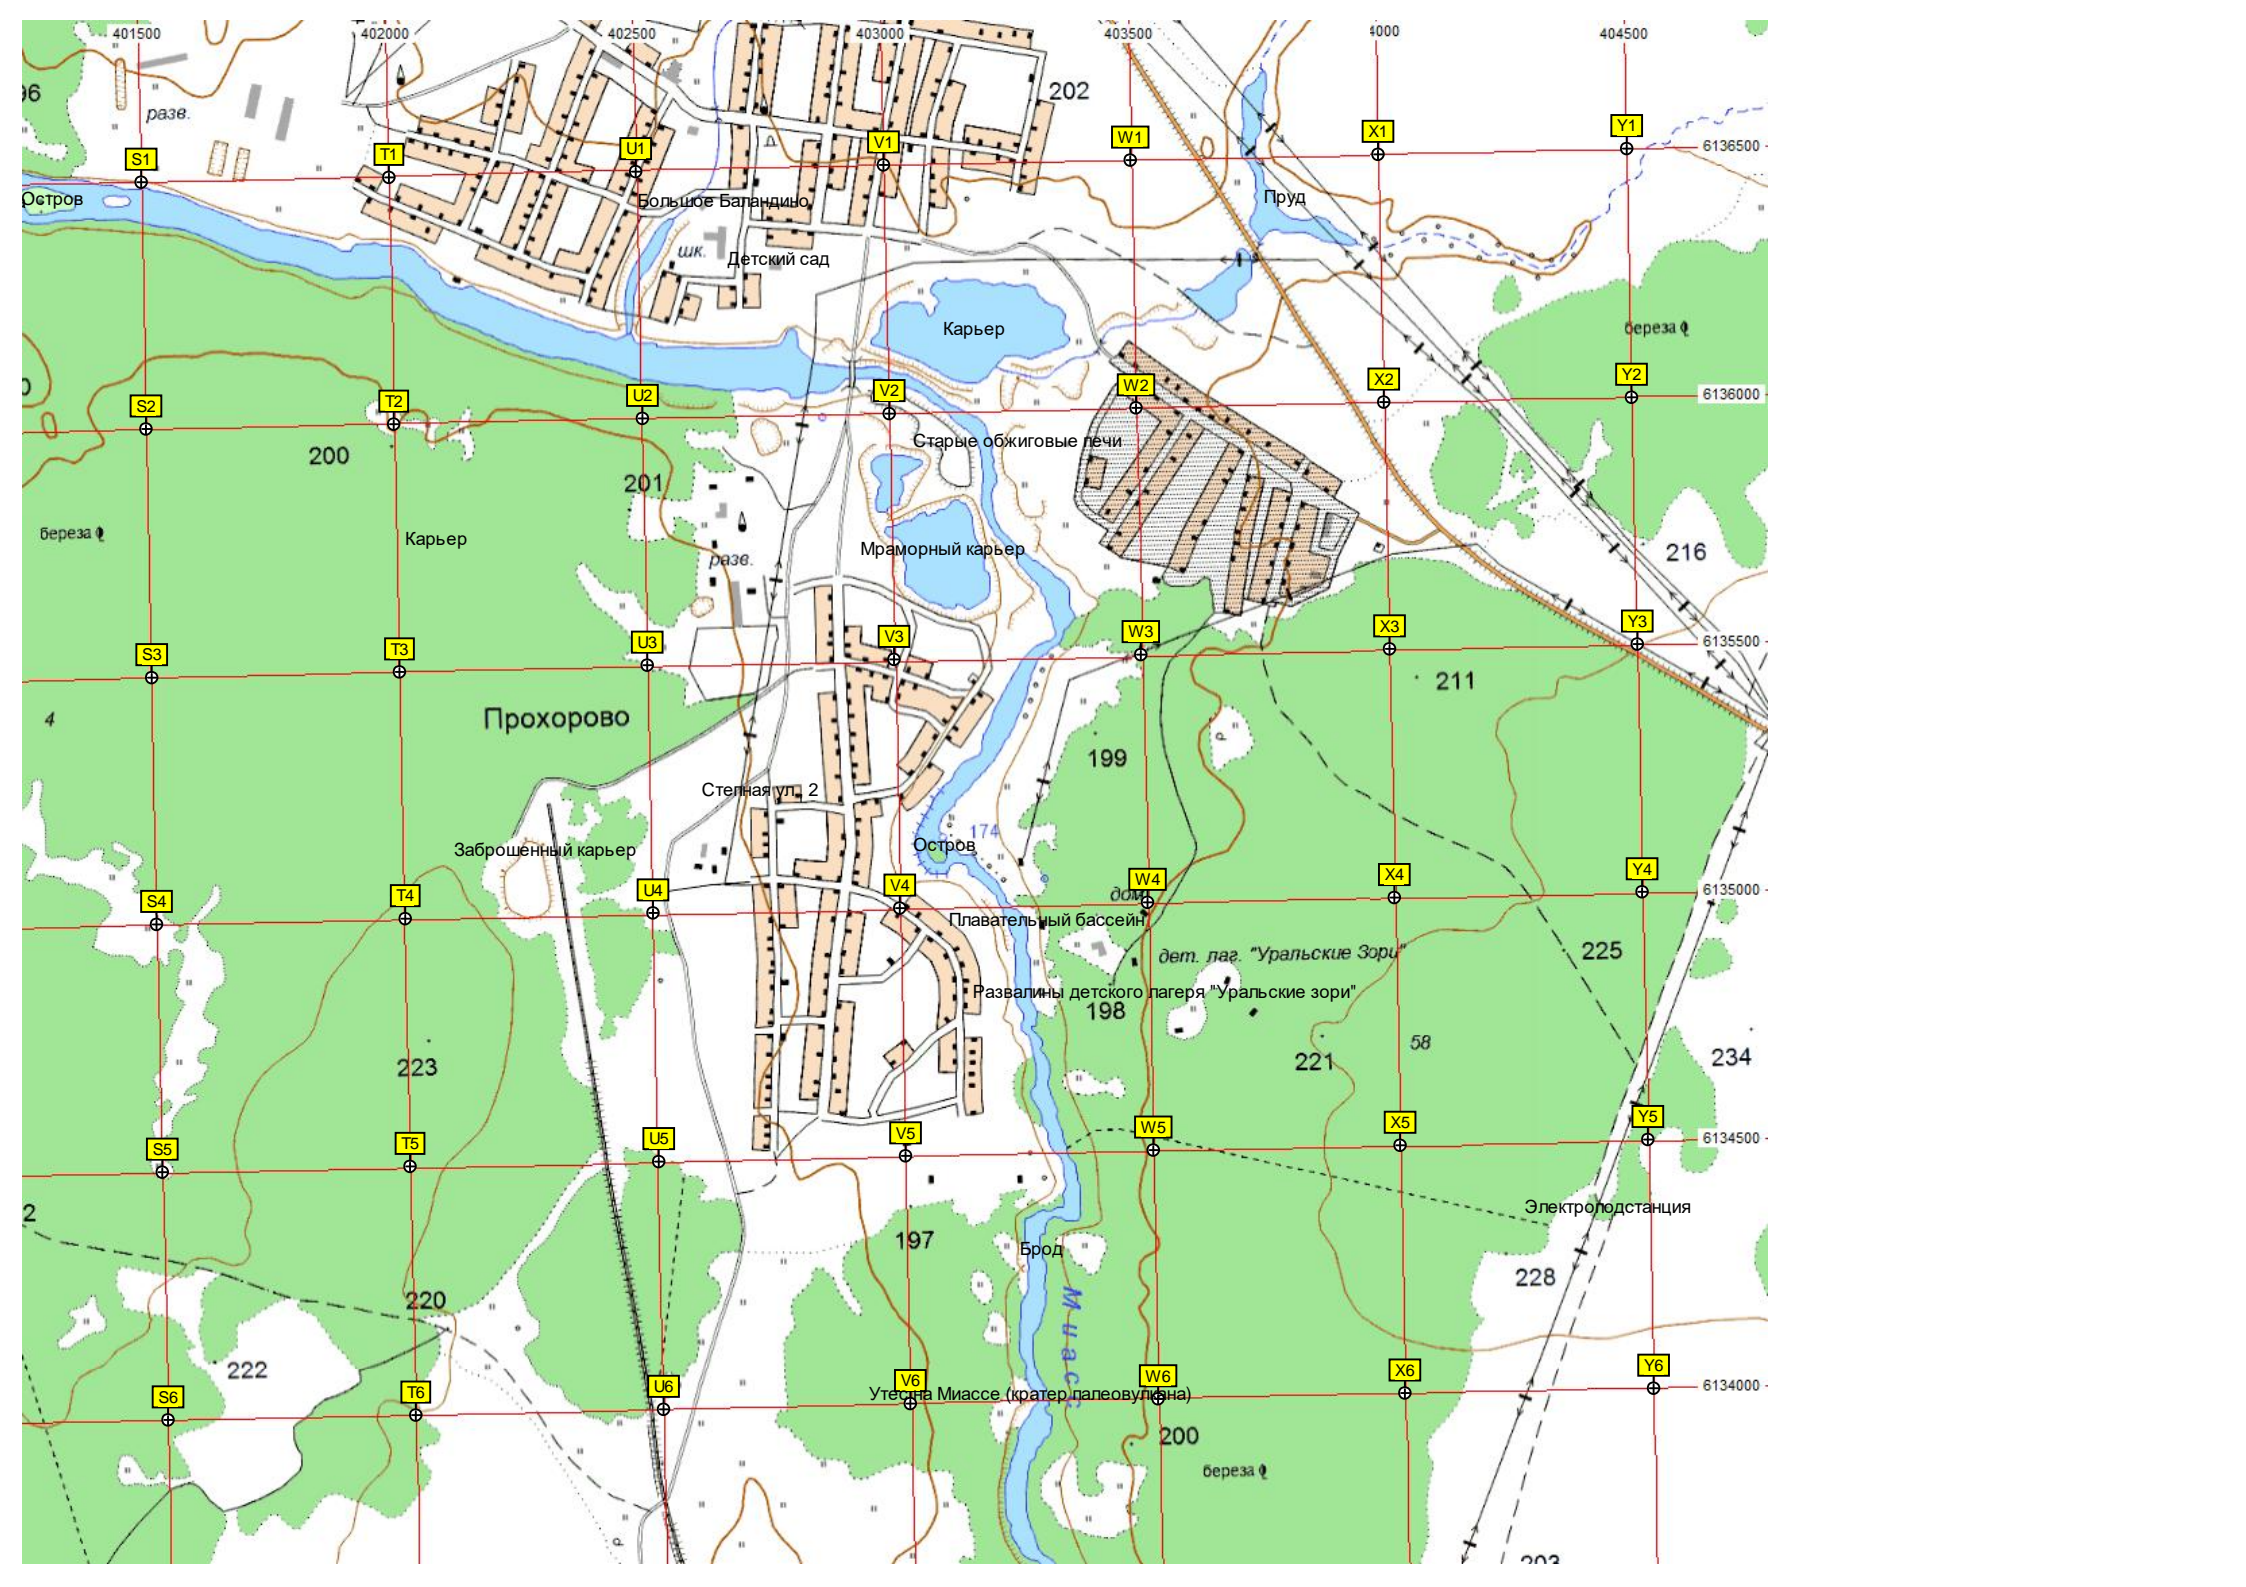 401500 402000 402500 403000 403500 4000 404500
96
202
разв.
S1 T1 U1 V1 W1 X1 Y1 6136500
Остров
Большое Баландино
Пруд
шк.
Детский сад
Карьер
береза
S2 T2 U2 V2 W2 X2 Y2 6136000
200
Старые обжиговые печи
201
береза
Карьер
Мраморный карьер
разв.
216
S3 T3 U3 V3 W3 X3 Y3 6135500
211
4
Прохорово
199
Р
Степная ул., 2
174
Заброшенный карьер
Остров
S4 T4 U4 V4 W4 X4 Y4 6135000
дом
Плавательный бассейн
дет. лаг. "Уральские Зори"
225
Развалины детского лагеря "Уральские зори"
198
58
223
221
234
S5 T5 U5 V5 W5 X5 Y5 6134500
2
Электроподстанция
197
Брод
228
220
Миасс
222
S6 T6 U6 V6 W6 X6 Y6 6134000
Утес на Миассе (кратер палеовулкана)
200
береза
Р
203